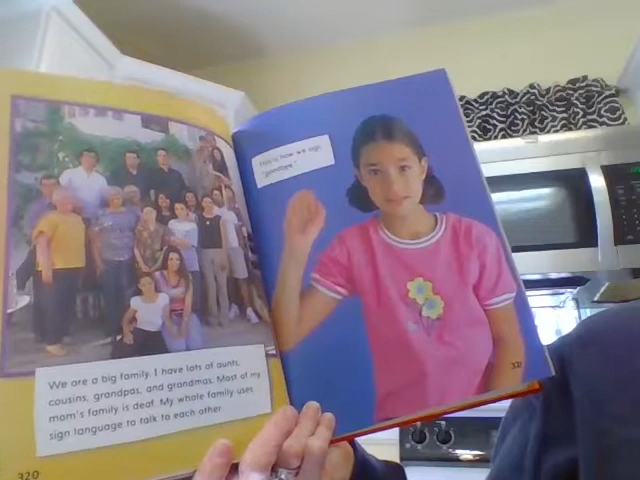 We are a big family. I have lots of aunts,
cousins, grandpas, and grandmas. Most of my
mom's family is deaf. My whole family uses
sign language to talk to each other.
320
This is how we sign
"goodbye."
321